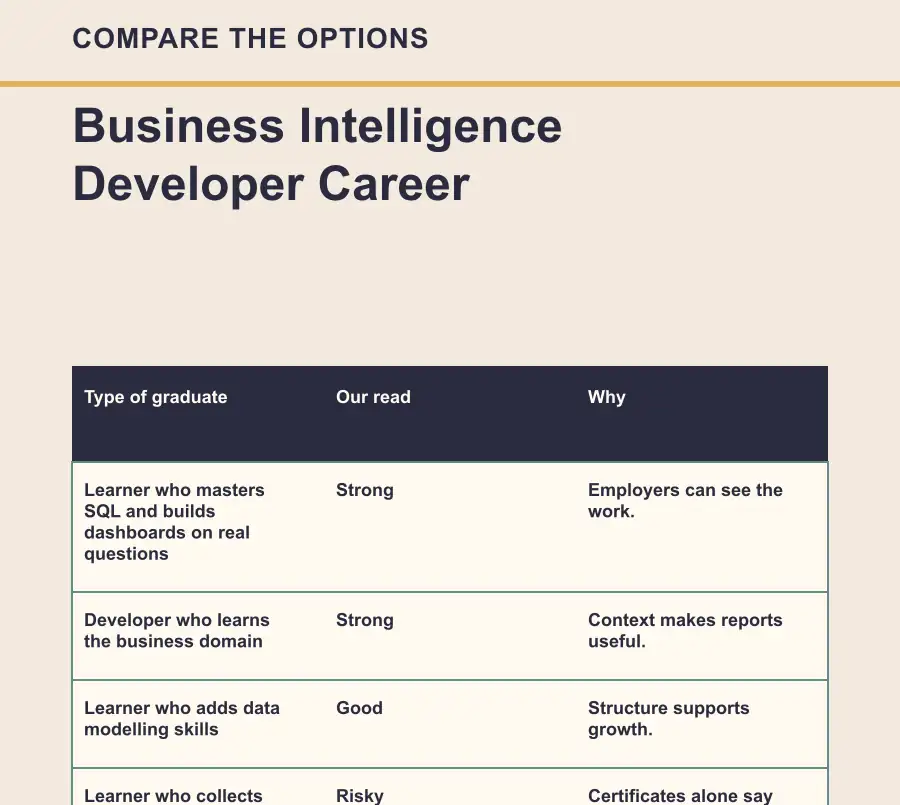 COMPARE THE OPTIONS
Business Intelligence
Developer Career
Type of graduate
Our read
Why
Learner who masters
SQL and builds
dashboards on real
questions
Strong
Employers can see the
work.
Developer who learns
the business domain
Strong
Context makes reports
useful.
Learner who adds data
modelling skills
Good
Structure supports
growth.
Learner who collects
Risky
Certificates alone say